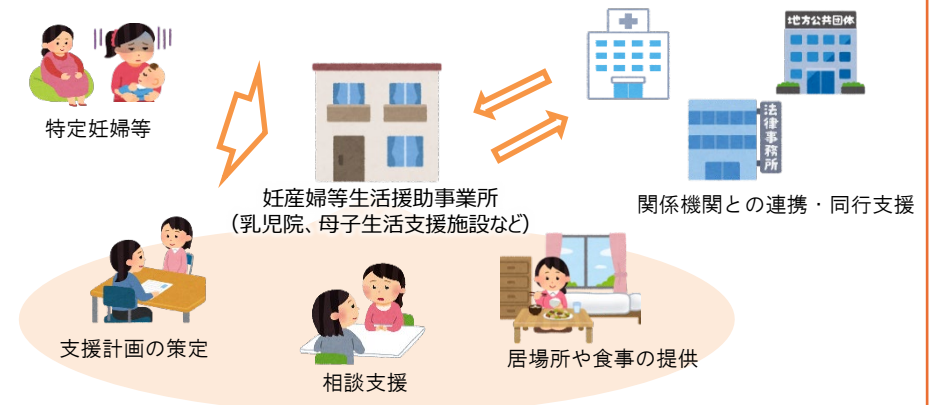 地方公共団体
法律事務所
特定妊婦等
妊産婦等生活援助事業所
(乳児院、母子生活支援施設など)
関係機関との連携・同行支援
支援計画の策定
相談支援
居場所や食事の提供